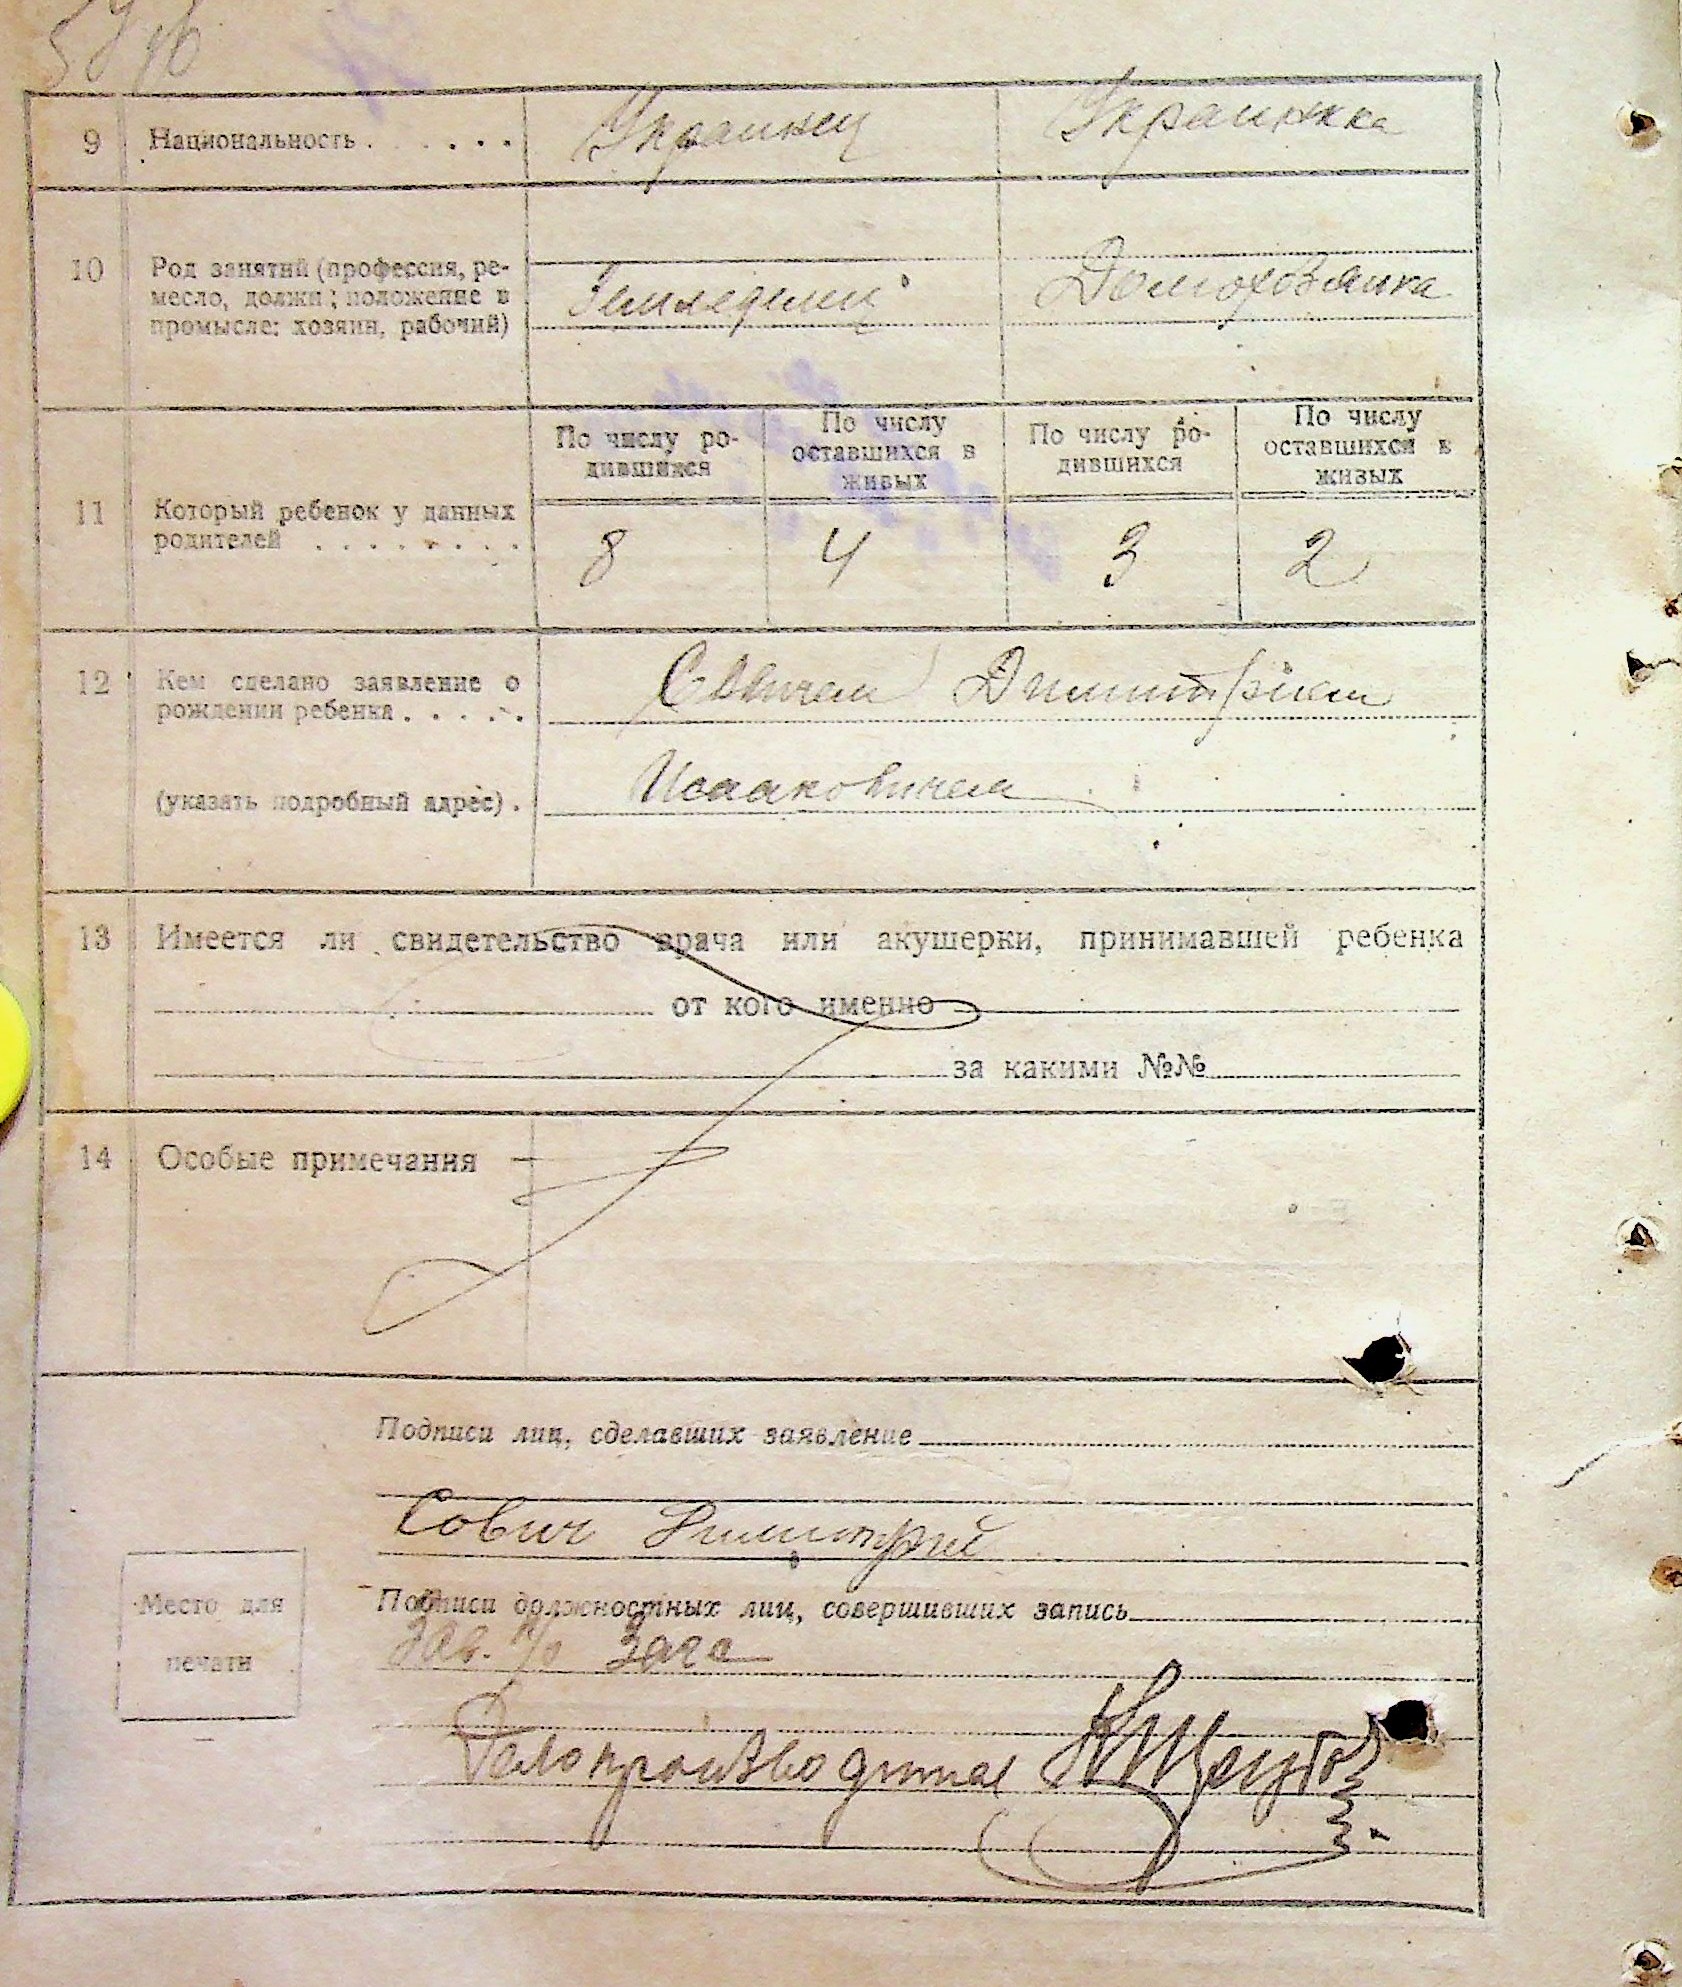 9 Национальность . . . . . . Украинец Украинка
10 Род занятий (профессия, ре-
месло, должн; положение в
промысле: хозяин, рабочий)
Земледелец Домохозяйка
11 Который ребенок у данных
родителей . . . . . . . .
По числу ро-
дившихся
По числу
оставшихся в
живых
По числу ро-
дившихся
По числу
оставшихся в
живых
8 4 3 2
12 Кем сделано заявление о
рождении ребенка . . . . .
Совичем Димитрием
(указать подробный адрес) . Исааковичем
13 Имеется ли свидетельство врача или акушерки, принимавшей ребенка
от кого именно
за какими №№
14 Особые примечания
Подписи лиц, сделавших заявление
Сович Димитрий
Место для
печати
Подписи должностных лиц, совершивших запись
Зав. п/о Загс
Делопроизводитель